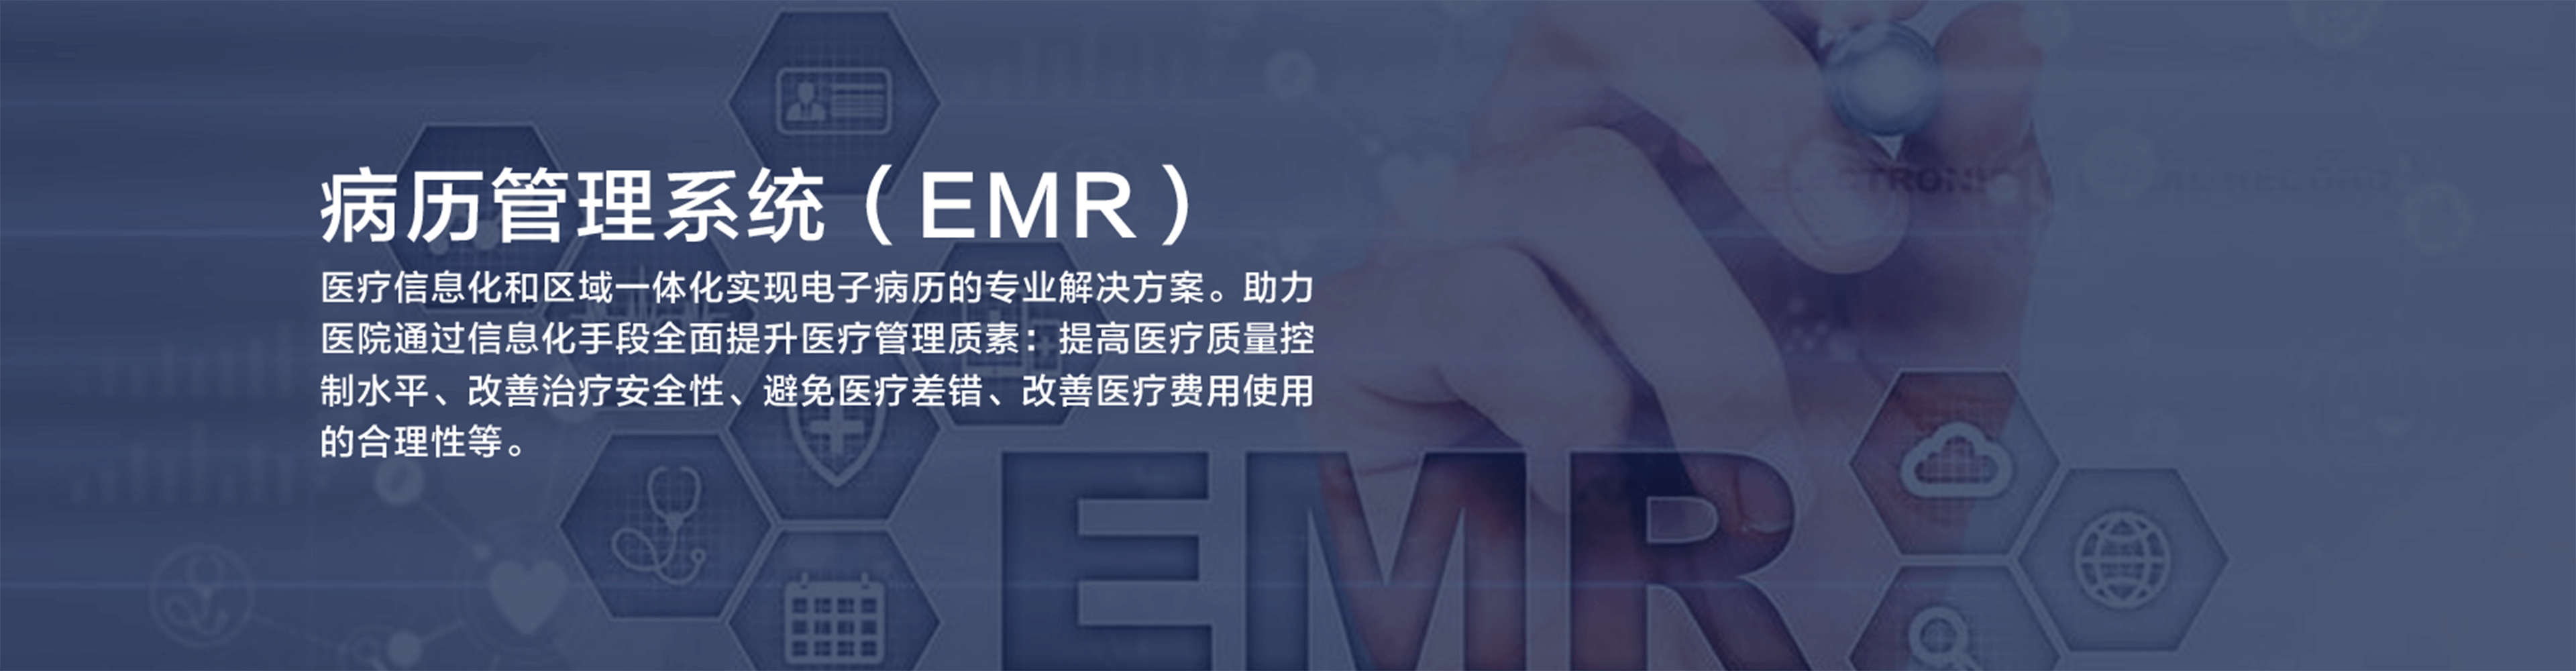 病历管理系统（EMR）
医疗信息化和区域一体化实现电子病历的专业解决方案。助力
医院通过信息化手段全面提升医疗管理质素：提高医疗质量控
制水平、改善治疗安全性、避免医疗差错、改善医疗费用使用
的合理性等。
EMR